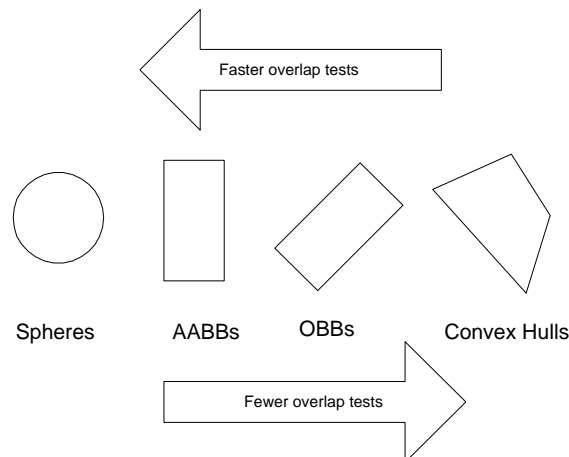 Faster overlap tests
Spheres
AABBs
OBBs
Convex Hulls
Fewer overlap tests